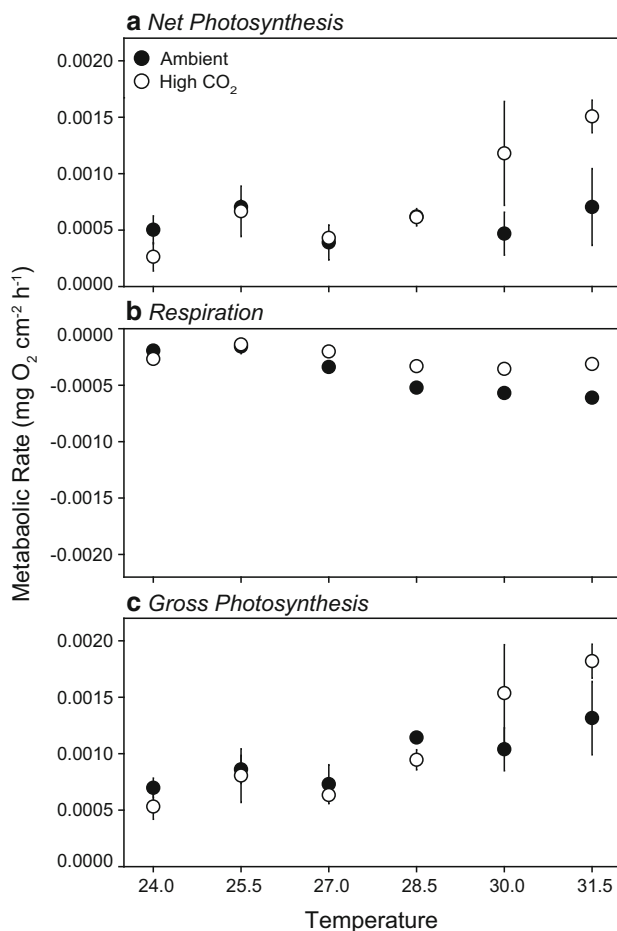 a Net Photosynthesis
Ambient
High CO₂
0.0020
0.0015
0.0010
0.0005
0.0000
b Respiration
0.0000
-0.0005
-0.0010
-0.0015
-0.0020
Metabaolic Rate (mg O₂ cm⁻² h⁻¹)
c Gross Photosynthesis
0.0020
0.0015
0.0010
0.0005
0.0000
24.0 25.5 27.0 28.5 30.0 31.5
Temperature